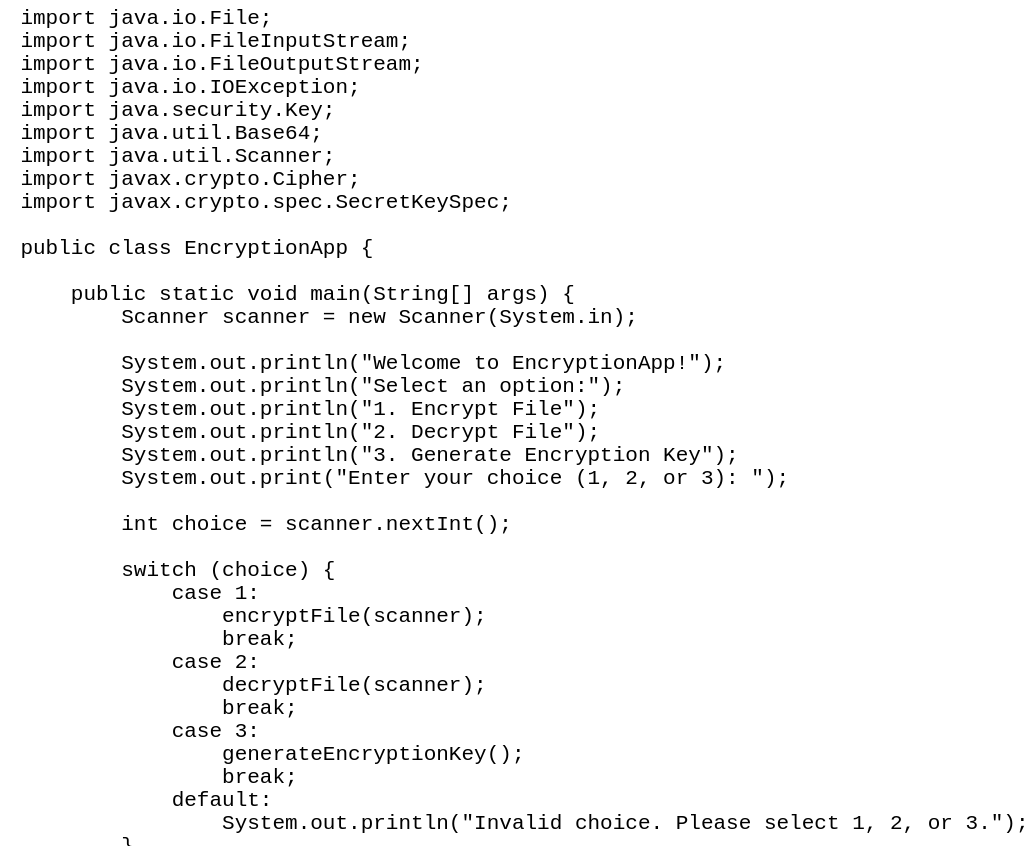 import java.io.File;
import java.io.FileInputStream;
import java.io.FileOutputStream;
import java.io.IOException;
import java.security.Key;
import java.util.Base64;
import java.util.Scanner;
import javax.crypto.Cipher;
import javax.crypto.spec.SecretKeySpec;

public class EncryptionApp {

    public static void main(String[] args) {
        Scanner scanner = new Scanner(System.in);

        System.out.println("Welcome to EncryptionApp!");
        System.out.println("Select an option:");
        System.out.println("1. Encrypt File");
        System.out.println("2. Decrypt File");
        System.out.println("3. Generate Encryption Key");
        System.out.print("Enter your choice (1, 2, or 3): ");

        int choice = scanner.nextInt();

        switch (choice) {
            case 1:
                encryptFile(scanner);
                break;
            case 2:
                decryptFile(scanner);
                break;
            case 3:
                generateEncryptionKey();
                break;
            default:
                System.out.println("Invalid choice. Please select 1, 2, or 3.");
        }